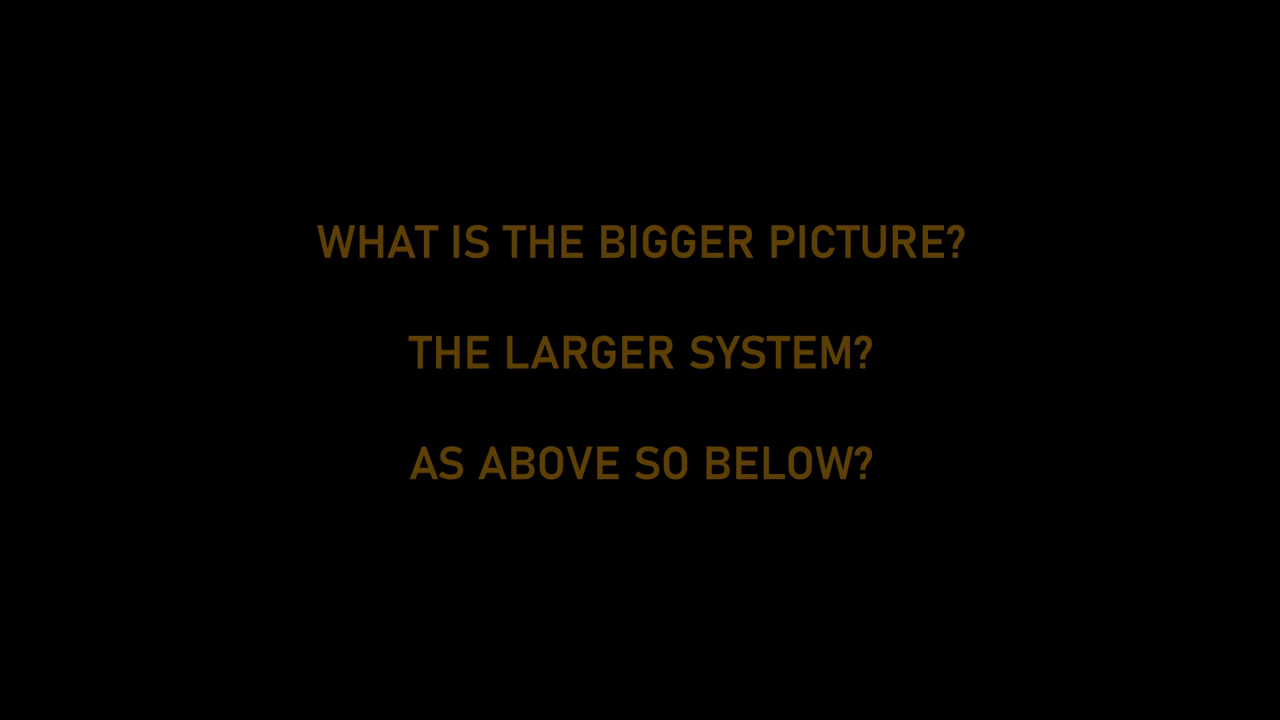 WHAT IS THE BIGGER PICTURE?
THE LARGER SYSTEM?
AS ABOVE SO BELOW?